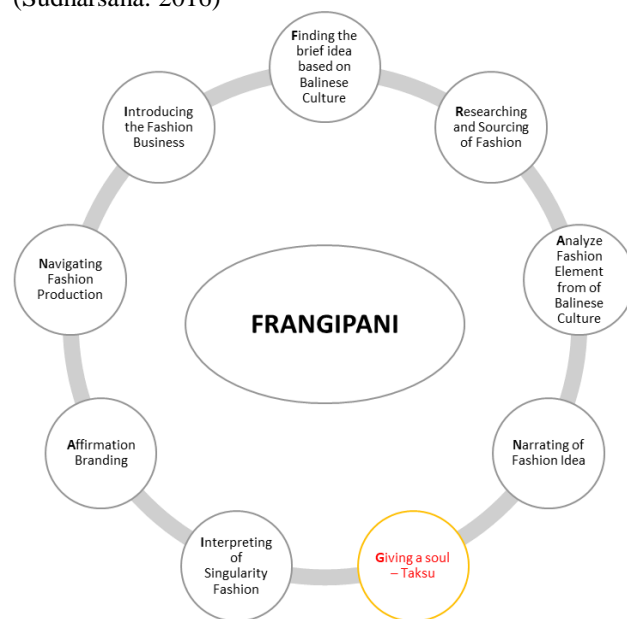 (Sudharsana: 2016)
Finding the
brief idea
based on
Balinese
Culture
Researching
and Sourcing
of Fashion
Analyze
Fashion
Element
from of
Balinese
Culture
Narrating of
Fashion Idea
Giving a soul
– Taksu
Interpreting
of
Singularity
Fashion
Affirmation
Branding
Navigating
Fashion
Production
Introducing
the Fashion
Business
FRANGIPANI